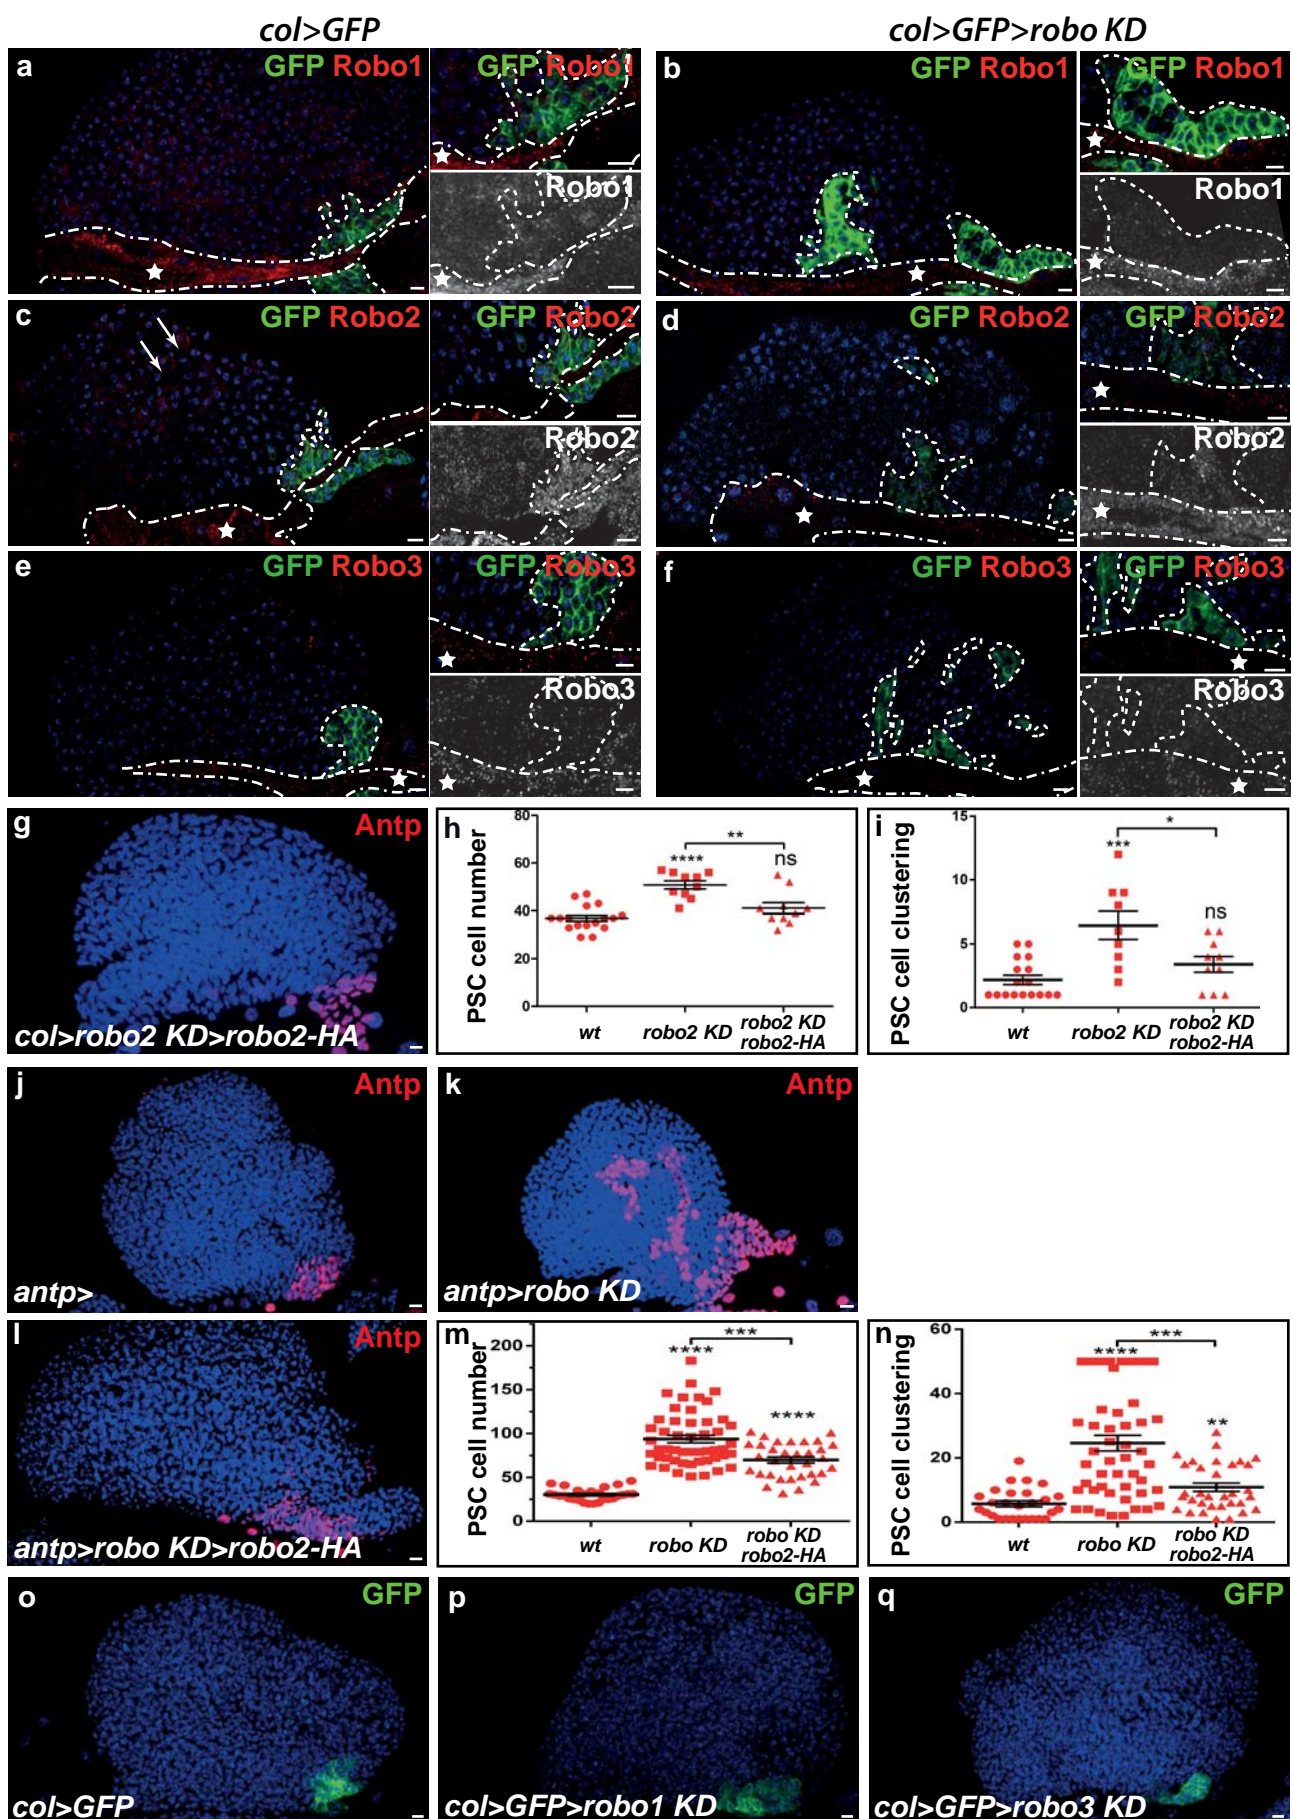 col>GFP
col>GFP>robo KD
a
GFP Robo1
GFP Robo1
Robo1
b
GFP Robo1
GFP Robo1
Robo1
c
GFP Robo2
GFP Robo2
Robo2
d
GFP Robo2
GFP Robo2
Robo2
e
GFP Robo3
GFP Robo3
Robo3
f
GFP Robo3
GFP Robo3
Robo3
g
Antp
col>robo2 KD>robo2-HA
h
PSC cell number
80
60
40
20
0
**
****
ns
wt
robo2 KD
robo2 KD
robo2-HA
i
PSC cell clustering
15
10
5
0
*
***
ns
wt
robo2 KD
robo2 KD
robo2-HA
j
Antp
antp>
k
Antp
antp>robo KD
l
Antp
antp>robo KD>robo2-HA
m
PSC cell number
200
150
100
50
0
***
****
****
wt
robo KD
robo KD
robo2-HA
n
PSC cell clustering
60
40
20
0
***
****
**
wt
robo KD
robo KD
robo2-HA
o
GFP
col>GFP
p
GFP
col>GFP>robo1 KD
q
GFP
col>GFP>robo3 KD